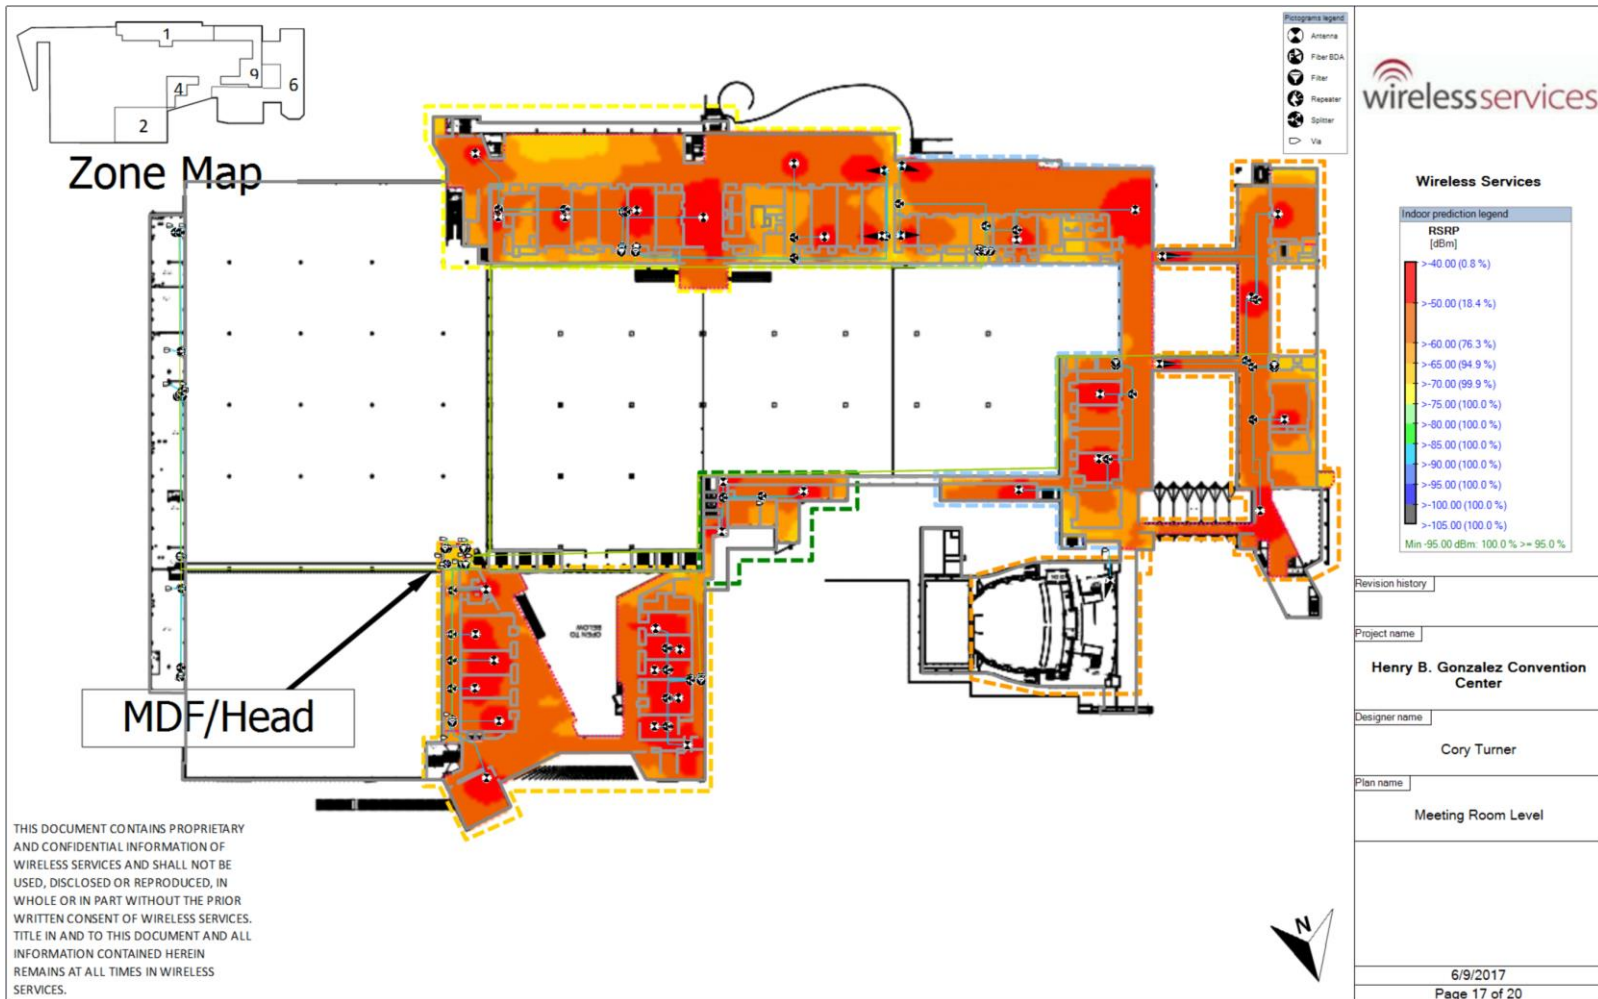 1
9
6
4
2
Zone Map
Pictograms legend
Antenna
Fiber BDA
Filter
Repeater
Splitter
Via
wirelessservices
Wireless Services
Indoor prediction legend
RSRP
[dBm]
>-40.00 (0.8 %)
>-50.00 (18.4 %)
>-60.00 (76.3 %)
>-65.00 (94.9 %)
>-70.00 (99.9 %)
>-75.00 (100.0 %)
>-80.00 (100.0 %)
>-85.00 (100.0 %)
>-90.00 (100.0 %)
>-95.00 (100.0 %)
>-100.00 (100.0 %)
>-105.00 (100.0 %)
Min -95.00 dBm: 100.0 % >= 95.0 %
OPEN TO
BELOW
MDF/Head
Revision history
Project name
Henry B. Gonzalez Convention
Center
Designer name
Cory Turner
Plan name
Meeting Room Level
THIS DOCUMENT CONTAINS PROPRIETARY
AND CONFIDENTIAL INFORMATION OF
WIRELESS SERVICES AND SHALL NOT BE
USED, DISCLOSED OR REPRODUCED, IN
WHOLE OR IN PART WITHOUT THE PRIOR
WRITTEN CONSENT OF WIRELESS SERVICES.
TITLE IN AND TO THIS DOCUMENT AND ALL
INFORMATION CONTAINED HEREIN
REMAINS AT ALL TIMES IN WIRELESS
SERVICES.
N
6/9/2017
Page 17 of 20